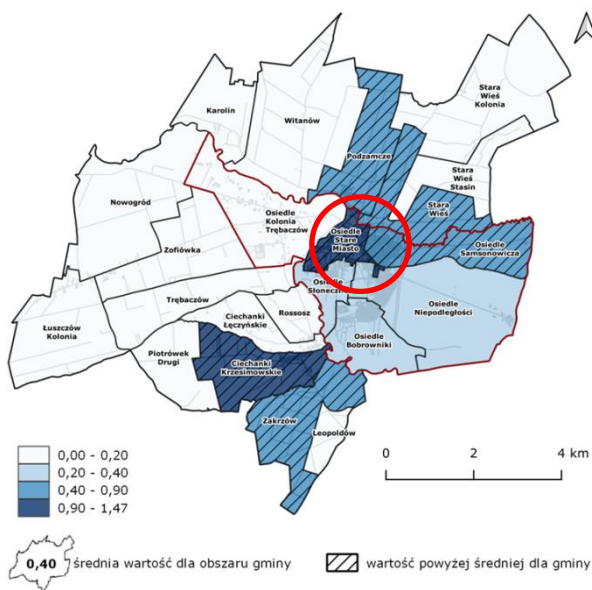 Stara
Wieś
Kolonia
Karolin
Witanów
Podzamcze
Stara
Wieś
Stasin
Nowogród
Osiedle
Kolonia
Trębaczów
Stara
Wieś
Osiedle
Stare
Miasto
Osiedle
Samsonowicza
Zofiówka
Osiedle
Słoneczne
Trębaczów
Ciechanki
Łęczyńskie
Rossosz
Osiedle
Niepodległości
Łuszczów
Kolonia
Osiedle
Bobrowniki
Piotrówek
Drugi
Ciechanki
Krzesimowskie
Zakrzów
Leopoldów
0,00 - 0,20
0,20 - 0,40
0,40 - 0,90
0,90 - 1,47
0 2 4 km
0,40 średnia wartość dla obszaru gminy
wartość powyżej średniej dla gminy